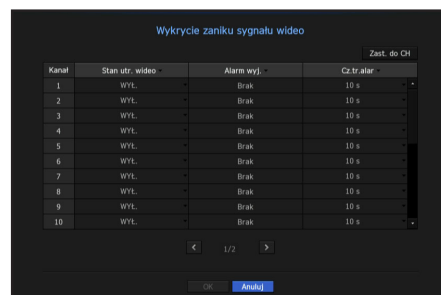 Wykrycie zaniku sygnału wideo
Zast. do CH
Kanał Stan utr. wideo Alarm wyj. Cz.tr.alar
1 WYŁ. Brak 10 s
2 WYŁ. Brak 10 s
3 WYŁ. Brak 10 s
4 WYŁ. Brak 10 s
5 WYŁ. Brak 10 s
6 WYŁ. Brak 10 s
7 WYŁ. Brak 10 s
8 WYŁ. Brak 10 s
9 WYŁ. Brak 10 s
10 WYŁ. Brak 10 s
< 1/2 >
OK Anuluj